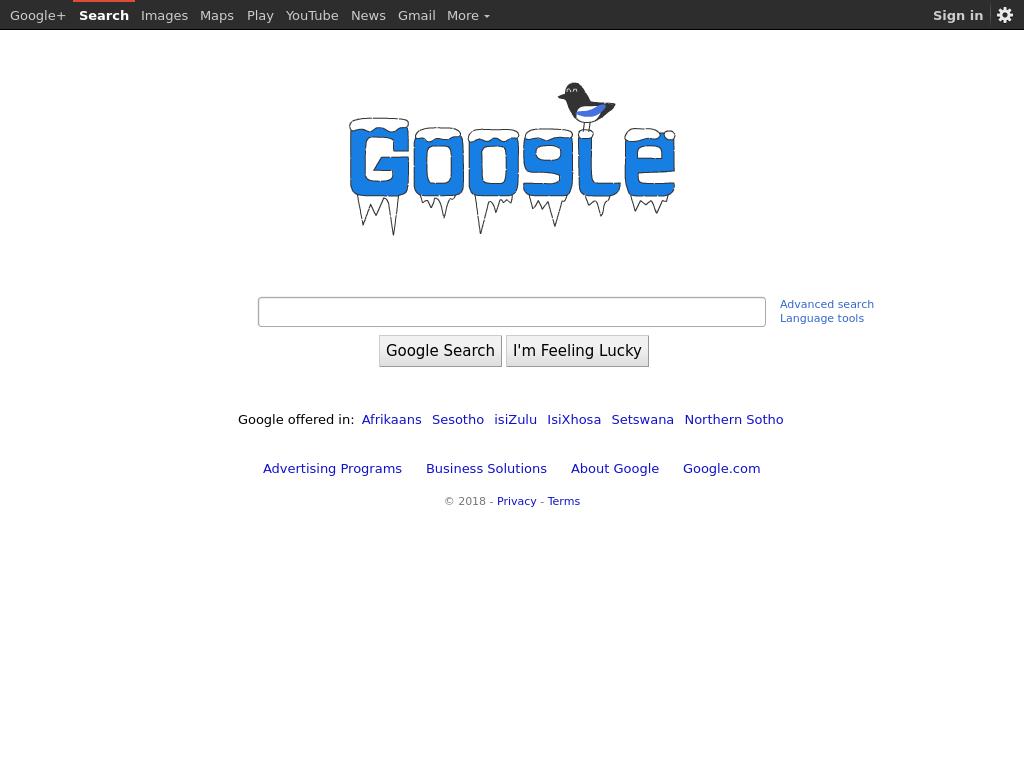 Google+ Search Images Maps Play YouTube News Gmail More Sign in
Google
Advanced search
Language tools
Google Search I'm Feeling Lucky
Google offered in: Afrikaans Sesotho isiZulu IsiXhosa Setswana Northern Sotho
Advertising Programs Business Solutions About Google Google.com
© 2018 - Privacy - Terms